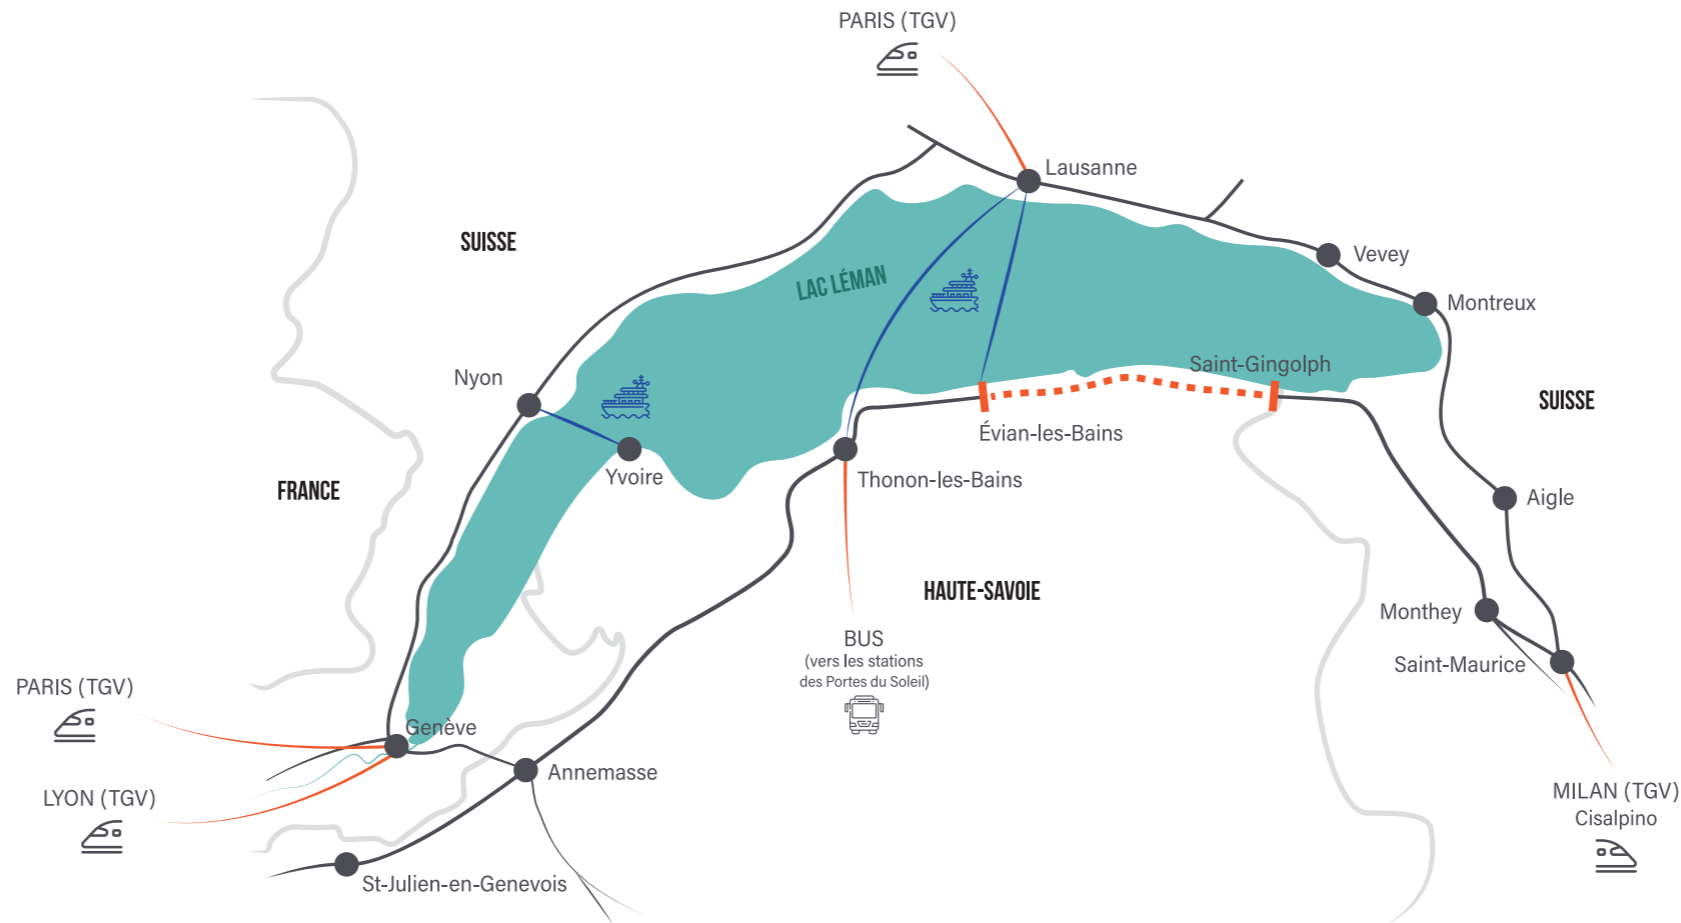 PARIS (TGV)
Lausanne
SUISSE
Vevey
LAC LÉMAN
Montreux
Saint-Gingolph
Nyon
SUISSE
Évian-les-Bains
Yvoire
Thonon-les-Bains
FRANCE
Aigle
HAUTE-SAVOIE
Monthey
BUS
(vers les stations
des Portes du Soleil)
Saint-Maurice
PARIS (TGV)
Genève
Annemasse
LYON (TGV)
MILAN (TGV)
Cisalpino
St-Julien-en-Genevois